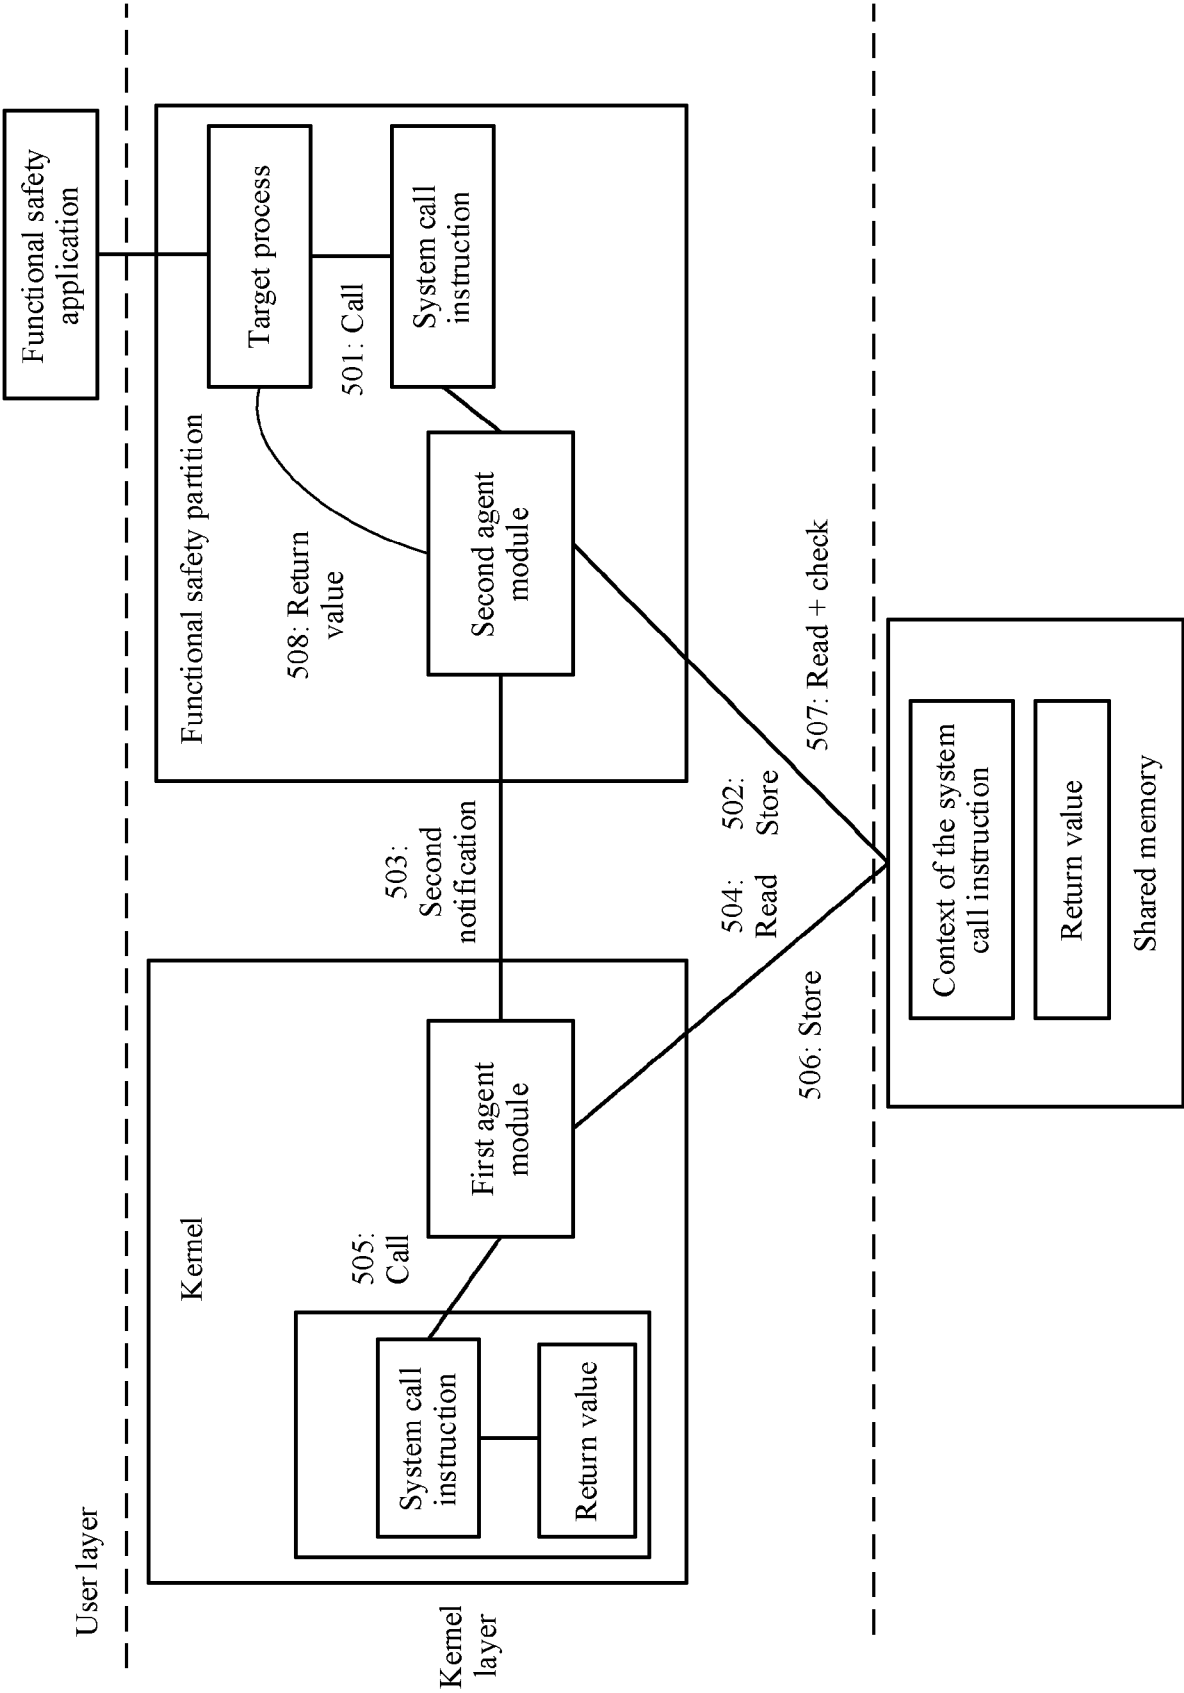 User layer
Functional safety
application
Kernel
layer
Kernel
System call
instruction
Return value
505:
Call
First agent
module
503:
Second
notification
Functional safety partition
Target process
501: Call
System call
instruction
508: Return
value
Second agent
module
506: Store
504:
Read
502:
Store
507: Read + check
Context of the system
call instruction
Return value
Shared memory